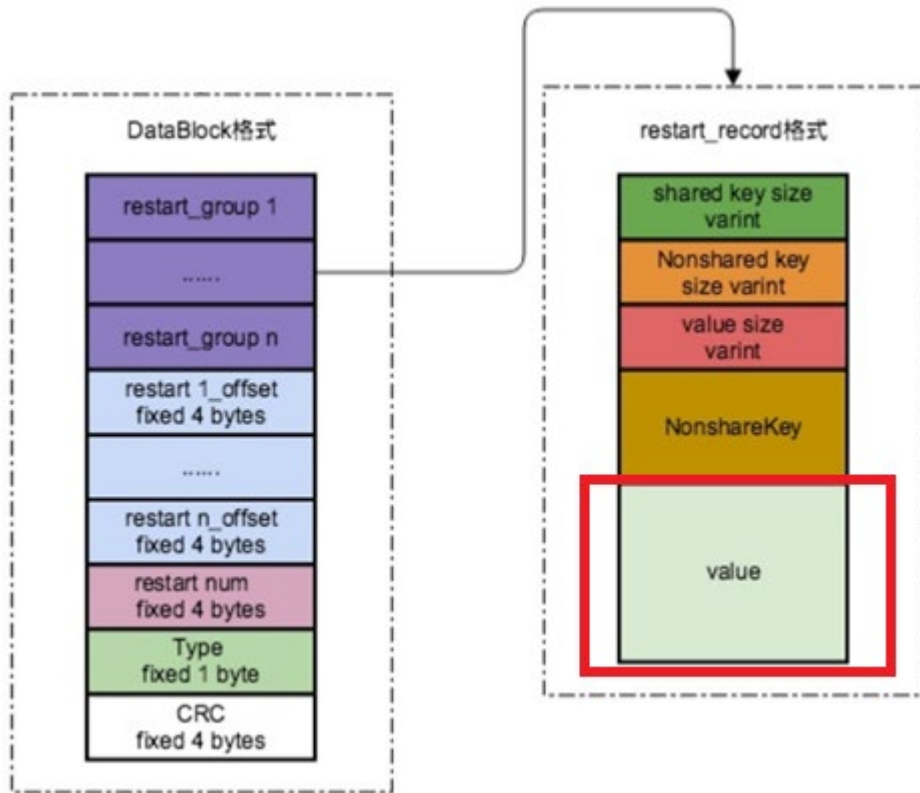 DataBlock格式
restart_group 1
......
restart_group n
restart 1_offset
fixed 4 bytes
......
restart n_offset
fixed 4 bytes
restart num
fixed 4 bytes
Type
fixed 1 byte
CRC
fixed 4 bytes
restart_record格式
shared key size
varint
Nonshared key
size varint
value size
varint
NonshareKey
value